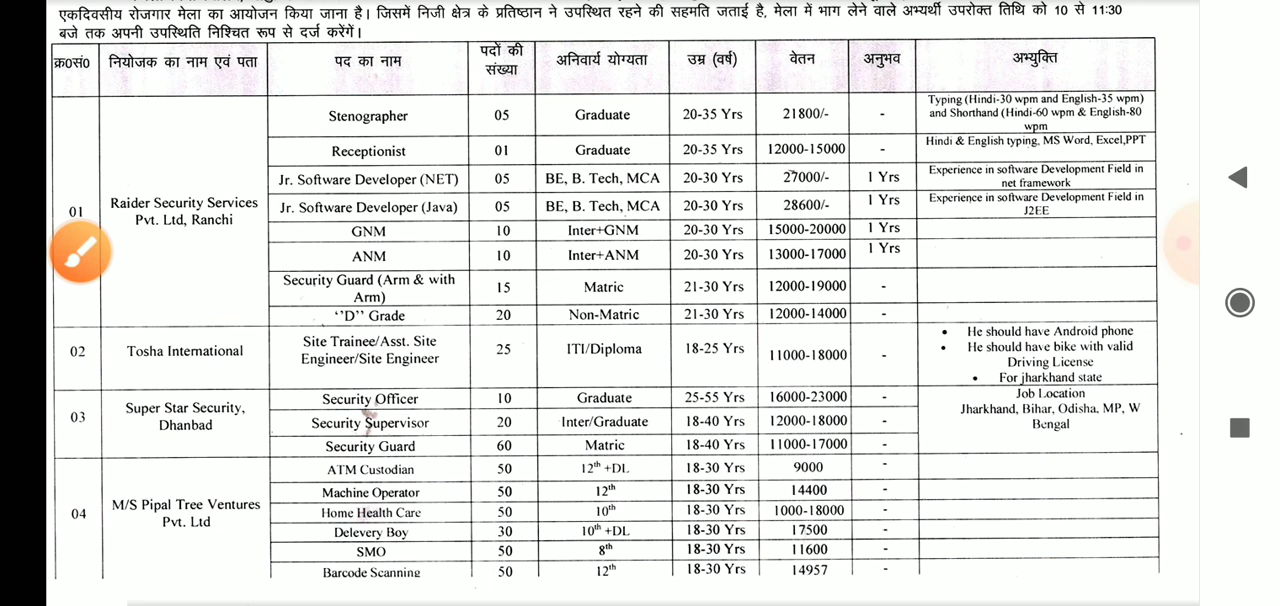 एकदिवसीय रोजगार मेला का आयोजन किया जाना है। जिसमें निजी क्षेत्र के प्रतिष्ठान ने उपस्थित रहने की सहमति जताई है, मेला में भाग लेने वाले अभ्यर्थी उपरोक्त तिथि को 10 से 11:30
बजे तक अपनी उपस्थिति निश्चित रूप से दर्ज करेंगें।
क्र0सं0 नियोजक का नाम एवं पता पद का नाम पदों की संख्या अनिवार्य योग्यता उम्र (वर्ष) वेतन अनुभव अभ्युक्ति
01 Raider Security Services Pvt. Ltd, Ranchi
Stenographer 05 Graduate 20-35 Yrs 21800/- - Typing (Hindi-30 wpm and English-35 wpm) and Shorthand (Hindi-60 wpm & English-80 wpm
Receptionist 01 Graduate 20-35 Yrs 12000-15000 - Hindi & English typing, MS Word, Excel,PPT
Jr. Software Developer (NET) 05 BE, B. Tech, MCA 20-30 Yrs 27000/- 1 Yrs Experience in software Development Field in net framework
Jr. Software Developer (Java) 05 BE, B. Tech, MCA 20-30 Yrs 28600/- 1 Yrs Experience in software Development Field in J2EE
GNM 10 Inter+GNM 20-30 Yrs 15000-20000 1 Yrs
ANM 10 Inter+ANM 20-30 Yrs 13000-17000 1 Yrs
Security Guard (Arm & with Arm) 15 Matric 21-30 Yrs 12000-19000 -
‘‘D’’ Grade 20 Non-Matric 21-30 Yrs 12000-14000 -
02 Tosha International Site Trainee/Asst. Site Engineer/Site Engineer 25 ITI/Diploma 18-25 Yrs 11000-18000 -
• He should have Android phone
• He should have bike with valid Driving License
• For jharkhand state
03 Super Star Security, Dhanbad
Security Officer 10 Graduate 25-55 Yrs 16000-23000 - Job Location
Jharkhand, Bihar, Odisha, MP, W Bengal
Security Supervisor 20 Inter/Graduate 18-40 Yrs 12000-18000 -
Security Guard 60 Matric 18-40 Yrs 11000-17000 -
04 M/S Pipal Tree Ventures Pvt. Ltd
ATM Custodian 50 12th +DL 18-30 Yrs 9000 -
Machine Operator 50 12th 18-30 Yrs 14400 -
Home Health Care 50 10th 18-30 Yrs 1000-18000 -
Delevery Boy 30 10th +DL 18-30 Yrs 17500 -
SMO 50 8th 18-30 Yrs 11600 -
Barcode Scanning 50 12th 18-30 Yrs 14957 -